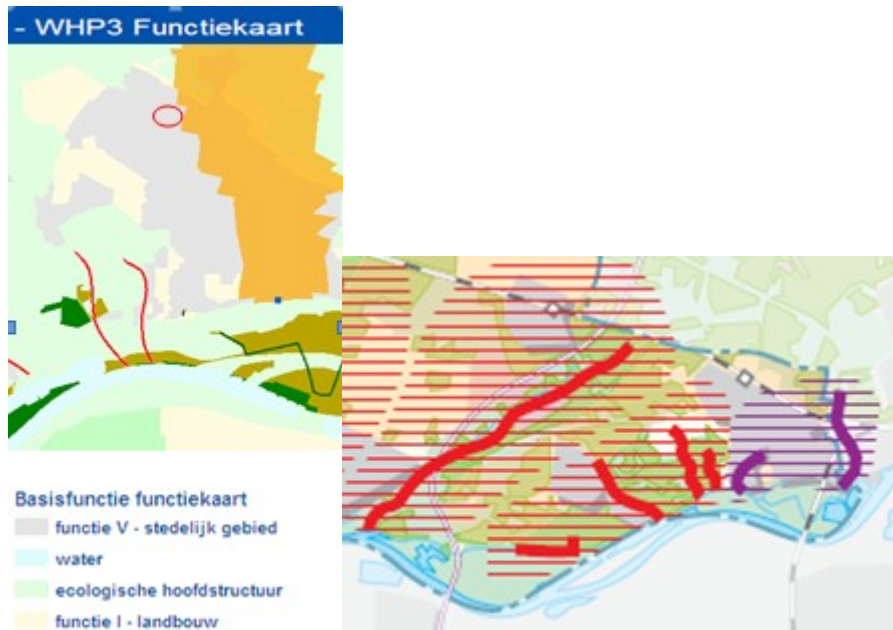 - WHP3 Functiekaart
Basisfunctie functiekaart
functie V - stedelijk gebied
water
ecologische hoofdstructuur
functie I - landbouw